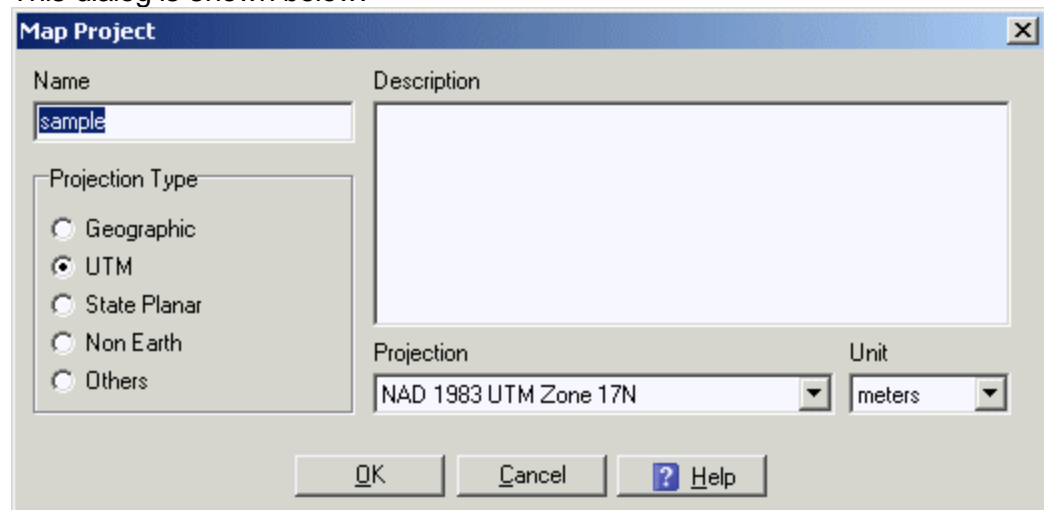 This dialog is shown below.
Map Project
Name
Description
sample
Projection Type
Geographic
UTM
State Planar
Non Earth
Others
Projection
Unit
NAD 1983 UTM Zone 17N
meters
OK
Cancel
Help